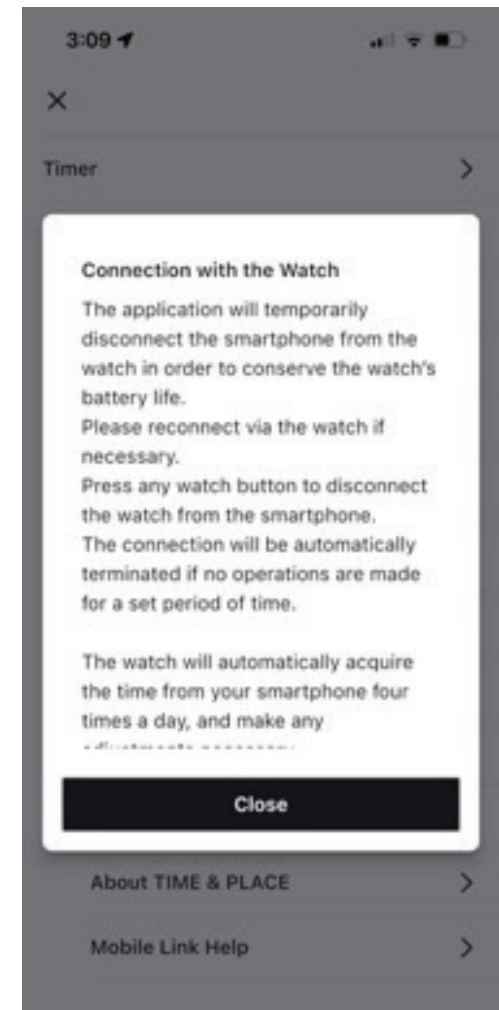 3:09
Timer
Connection with the Watch
The application will temporarily
disconnect the smartphone from the
watch in order to conserve the watch's
battery life.
Please reconnect via the watch if
necessary.
Press any watch button to disconnect
the watch from the smartphone.
The connection will be automatically
terminated if no operations are made
for a set period of time.
The watch will automatically acquire
the time from your smartphone four
times a day, and make any
Close
About TIME & PLACE
Mobile Link Help